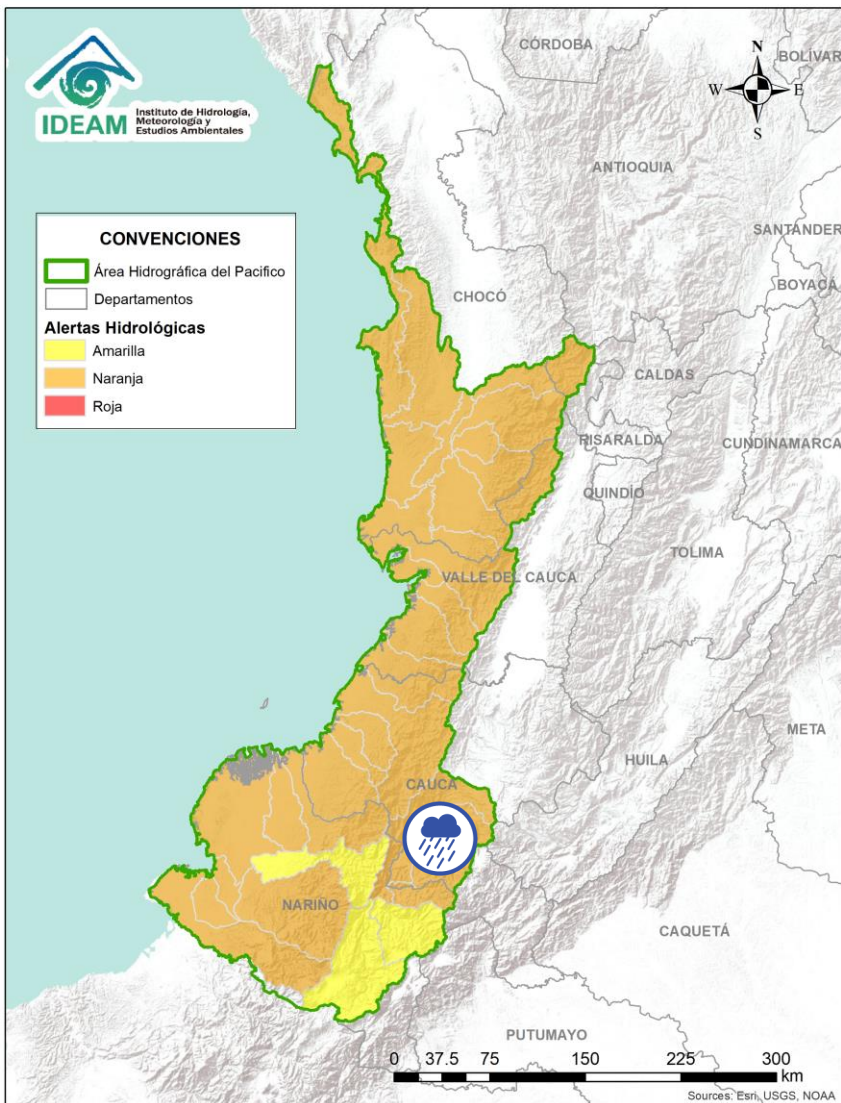 IDEAM
Instituto de Hidrología,
Meteorología y
Estudios Ambientales
N
W E
S
CONVENCIONES
Área Hidrográfica del Pacifico
Departamentos
Alertas Hidrológicas
Amarilla
Naranja
Roja
CÓRDOBA
BOLÍVAR
ANTIOQUIA
SANTANDER
BOYACÁ
CHOCÓ
CALDAS
RISARALDA
CUNDINAMARCA
QUINDÍO
TOLIMA
VALLE DEL CAUCA
META
HUILA
CAUCA
NARIÑO
CAQUETÁ
PUTUMAYO
0 37.5 75 150 225 300
km
Sources: Esri, USGS, NOAA